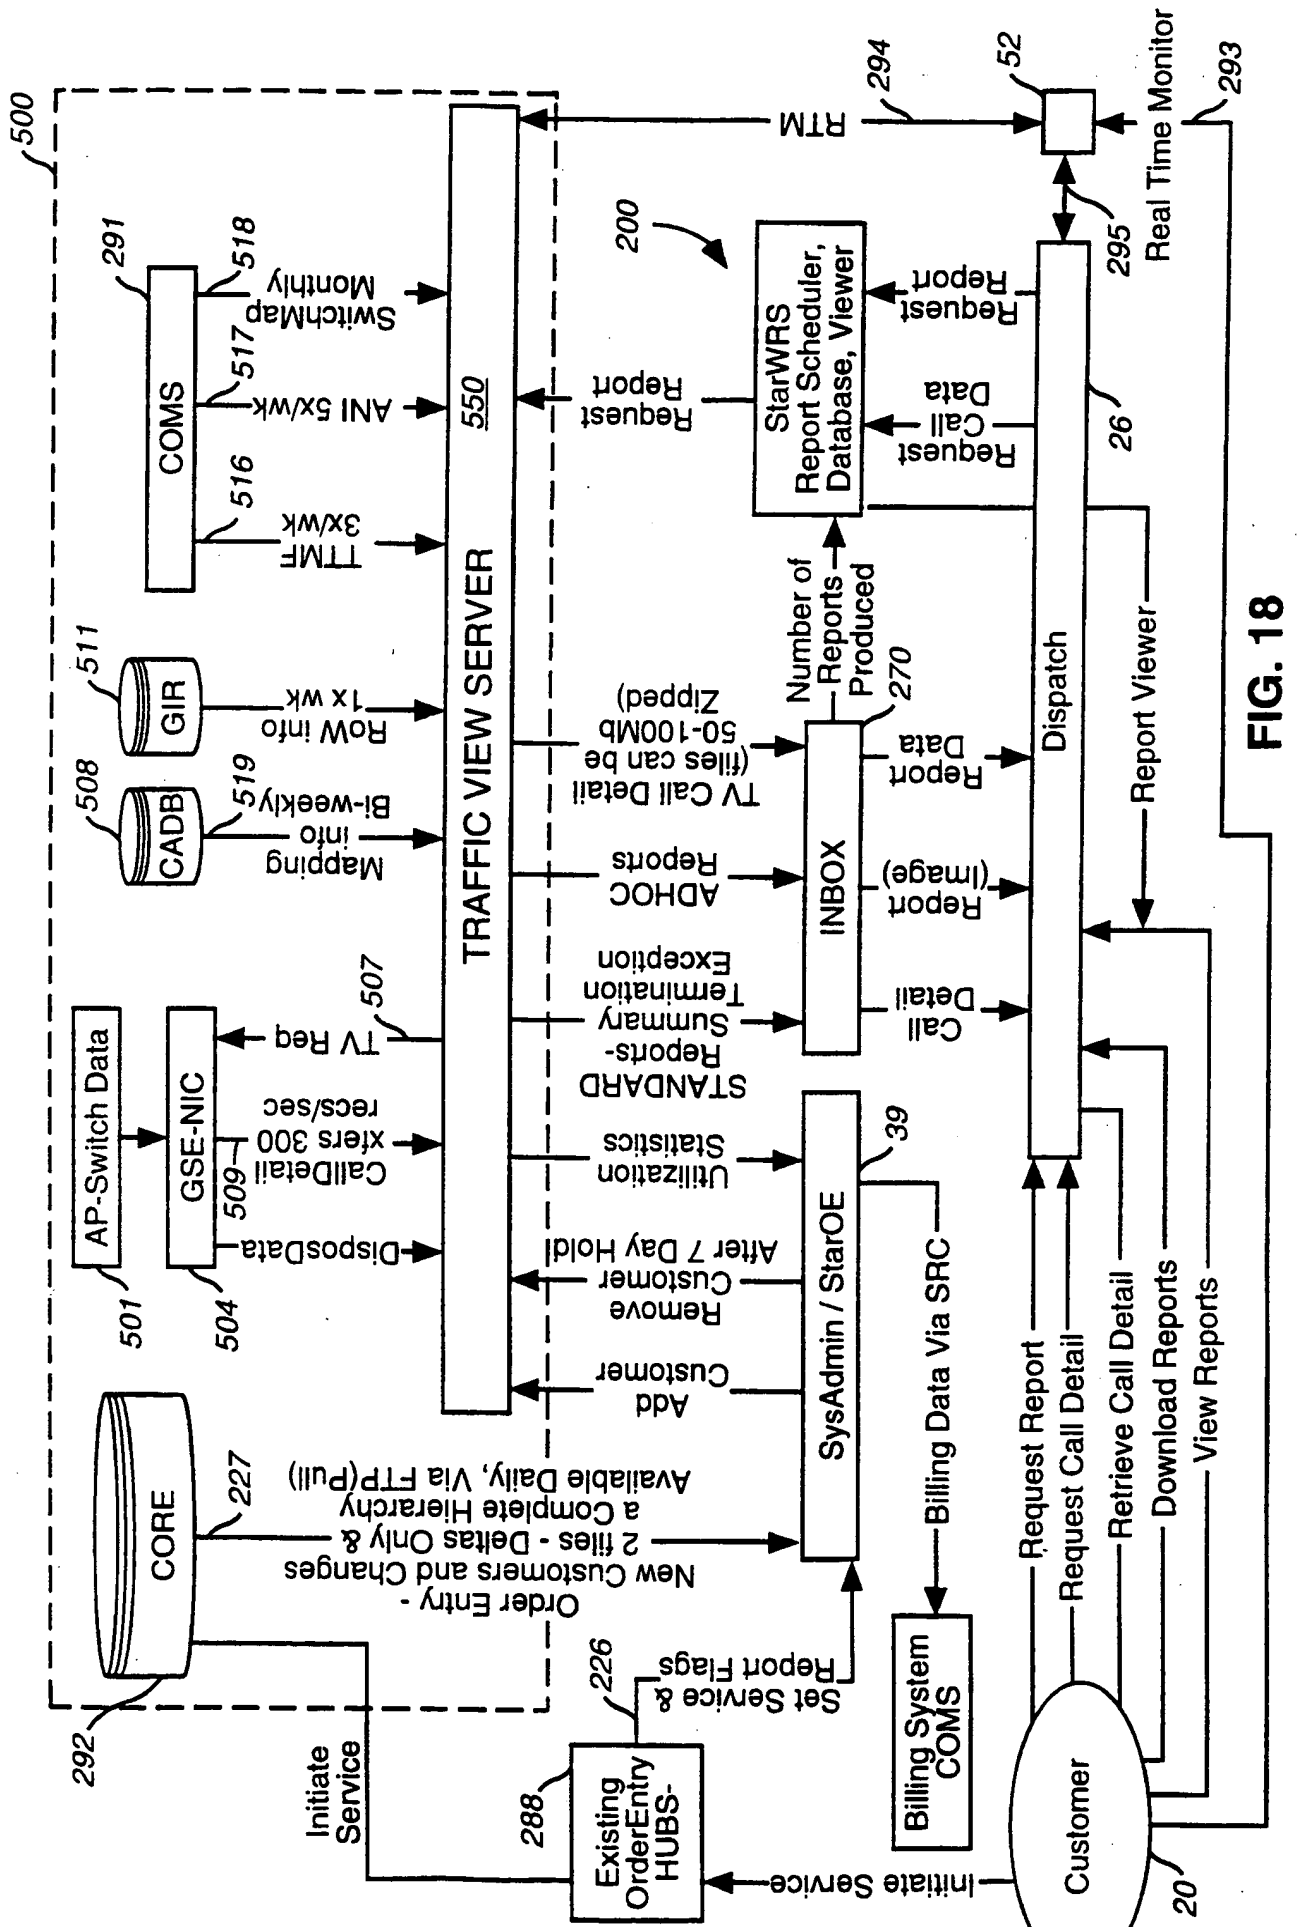 500
292
CORE
227
Order Entry -
New Customers and Changes
2 files - Deltas Only &
a Complete Hierarchy
Available Daily, Via FTP(Pull)
501
AP-Switch Data
504
GSE-NIC
DisposData
509
CallDetail
xfers 300
recs/sec
TV Req
507
508
CADB
519
Mapping
info
Bi-weekly
511
GIR
RoW info
1x wk
291
COMS
516
TTMF
3x/wk
517
ANI 5x/wk
518
SwitchMap
Monthly
TRAFFIC VIEW SERVER
550
Initiate
Service
288
Existing
OrderEntry
HUBS-
226
Set Service &
Report Flags
Add
Customer
Remove
Customer
After 7 Day Hold
Utilization
Statistics
STANDARD
Reports-
Summary
Termination
Exception
ADHOC
Reports
TV Call Detail
(files can be
50-100Mb
Zipped)
Request
Report
200
RTM
294
SysAdmin / StarOE
39
INBOX
270
Number of
Reports
Produced
StarWRS
Report Scheduler,
Database, Viewer
52
Billing System
COMS
Billing Data Via SRC
Call
Detail
Report
(Image)
Report
Data
Request
Call
Data
Request
Report
295
Real Time Monitor
293
Initiate Service
Customer
20
Request Report
Request Call Detail
Retrieve Call Detail
Download Reports
View Reports
Dispatch
26
Report Viewer
FIG. 18